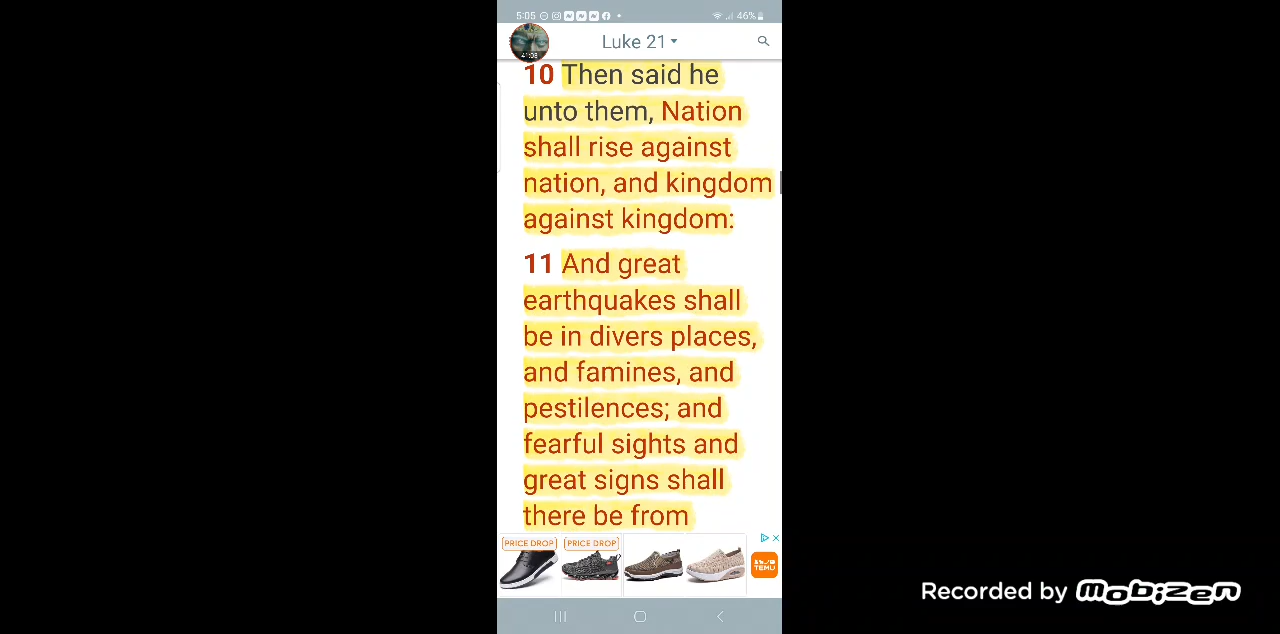 5:05
46%
41:03
Luke 21
10 Then said he
unto them, Nation
shall rise against
nation, and kingdom
against kingdom:
11 And great
earthquakes shall
be in divers places,
and famines, and
pestilences; and
fearful sights and
great signs shall
there be from
PRICE DROP PRICE DROP
TEMU
Recorded by mobizen